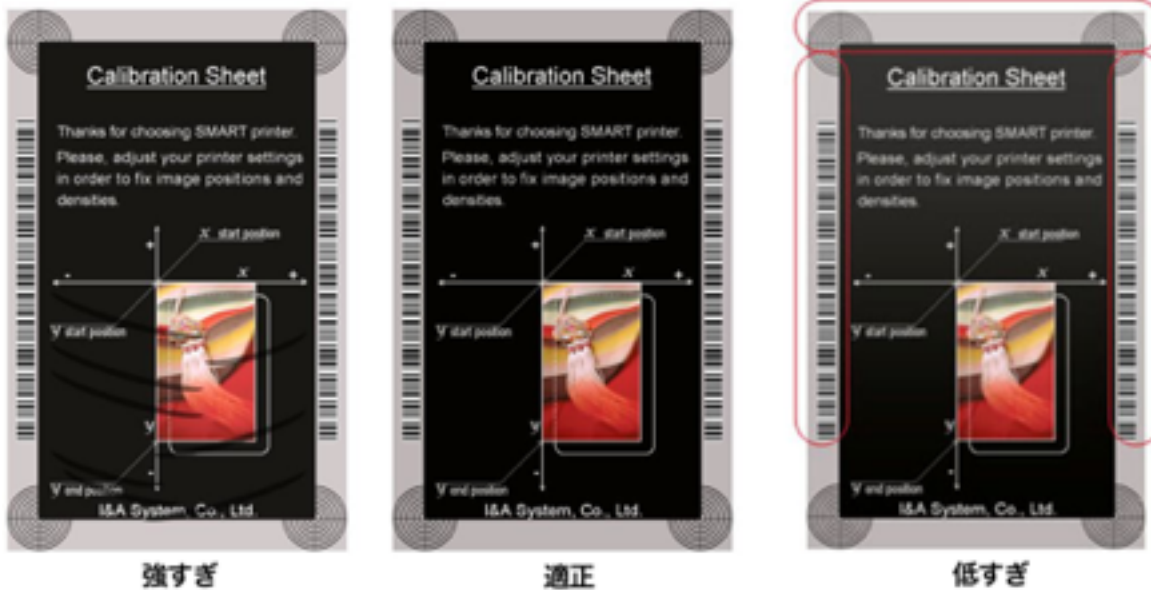 Calibration Sheet
Thanks for choosing SMART printer.
Please, adjust your printer settings
in order to fix image positions and
densities.
x start position
+
-
x
+
y start position
y
-
y end position
I&A System, Co., Ltd.
強すぎ
Calibration Sheet
Thanks for choosing SMART printer.
Please, adjust your printer settings
in order to fix image positions and
densities.
x start position
+
-
x
+
y start position
y
-
y end position
I&A System, Co., Ltd.
適正
Calibration Sheet
Thanks for choosing SMART printer.
Please, adjust your printer settings
in order to fix image positions and
densities.
x start position
+
-
x
+
y start position
y
-
y end position
I&A System, Co., Ltd.
低すぎ